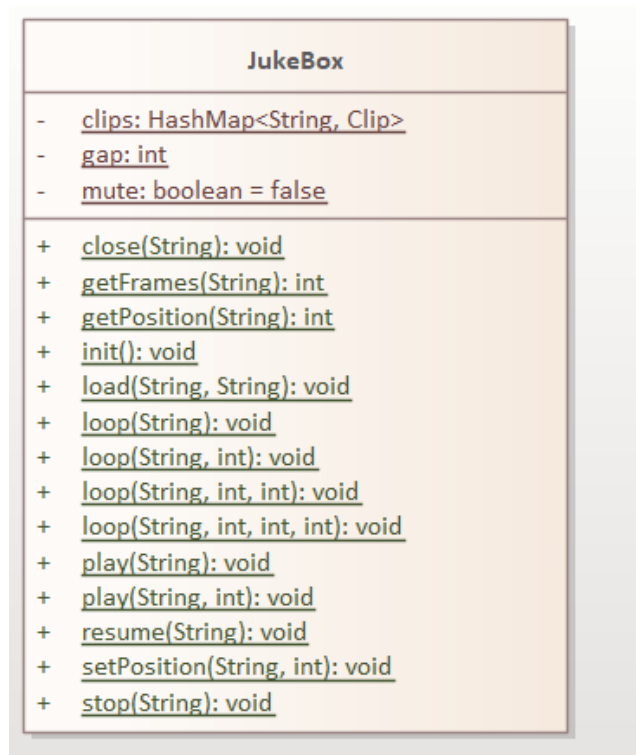 JukeBox
- clips: HashMap<String, Clip>
- gap: int
- mute: boolean = false
+ close(String): void
+ getFrames(String): int
+ getPosition(String): int
+ init(): void
+ load(String, String): void
+ loop(String): void
+ loop(String, int): void
+ loop(String, int, int): void
+ loop(String, int, int, int): void
+ play(String): void
+ play(String, int): void
+ resume(String): void
+ setPosition(String, int): void
+ stop(String): void